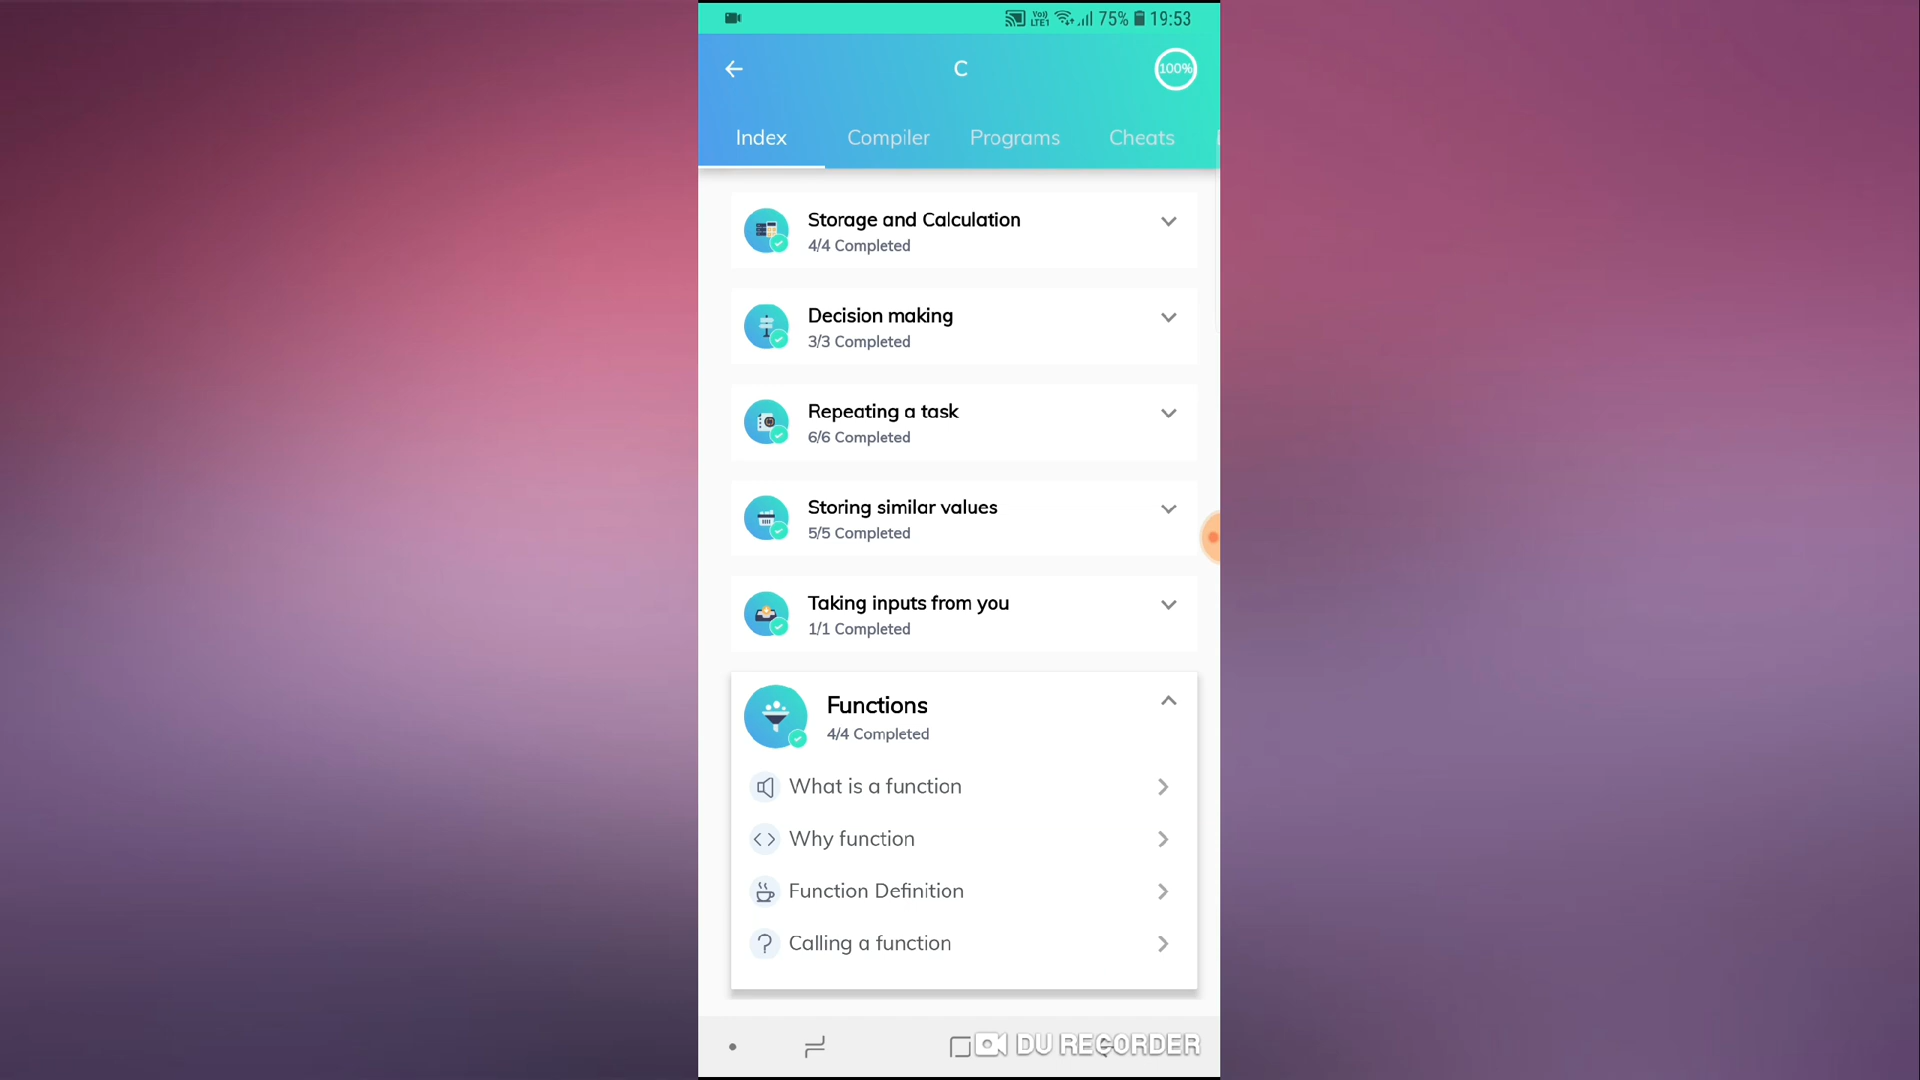 VoLTE1 75% 19:53
C
100%
Index Compiler Programs Cheats
Storage and Calculation
4/4 Completed
Decision making
3/3 Completed
Repeating a task
6/6 Completed
Storing similar values
5/5 Completed
Taking inputs from you
1/1 Completed
Functions
4/4 Completed
What is a function
Why function
Function Definition
Calling a function
DU RECORDER